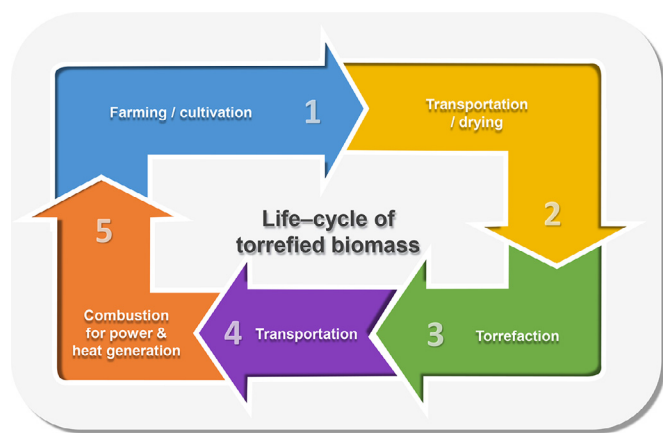 Farming / cultivation 1
Transportation
/ drying
2
Life–cycle of
torrefied biomass
5
Combustion
for power &
heat generation
4 Transportation
3 Torrefaction